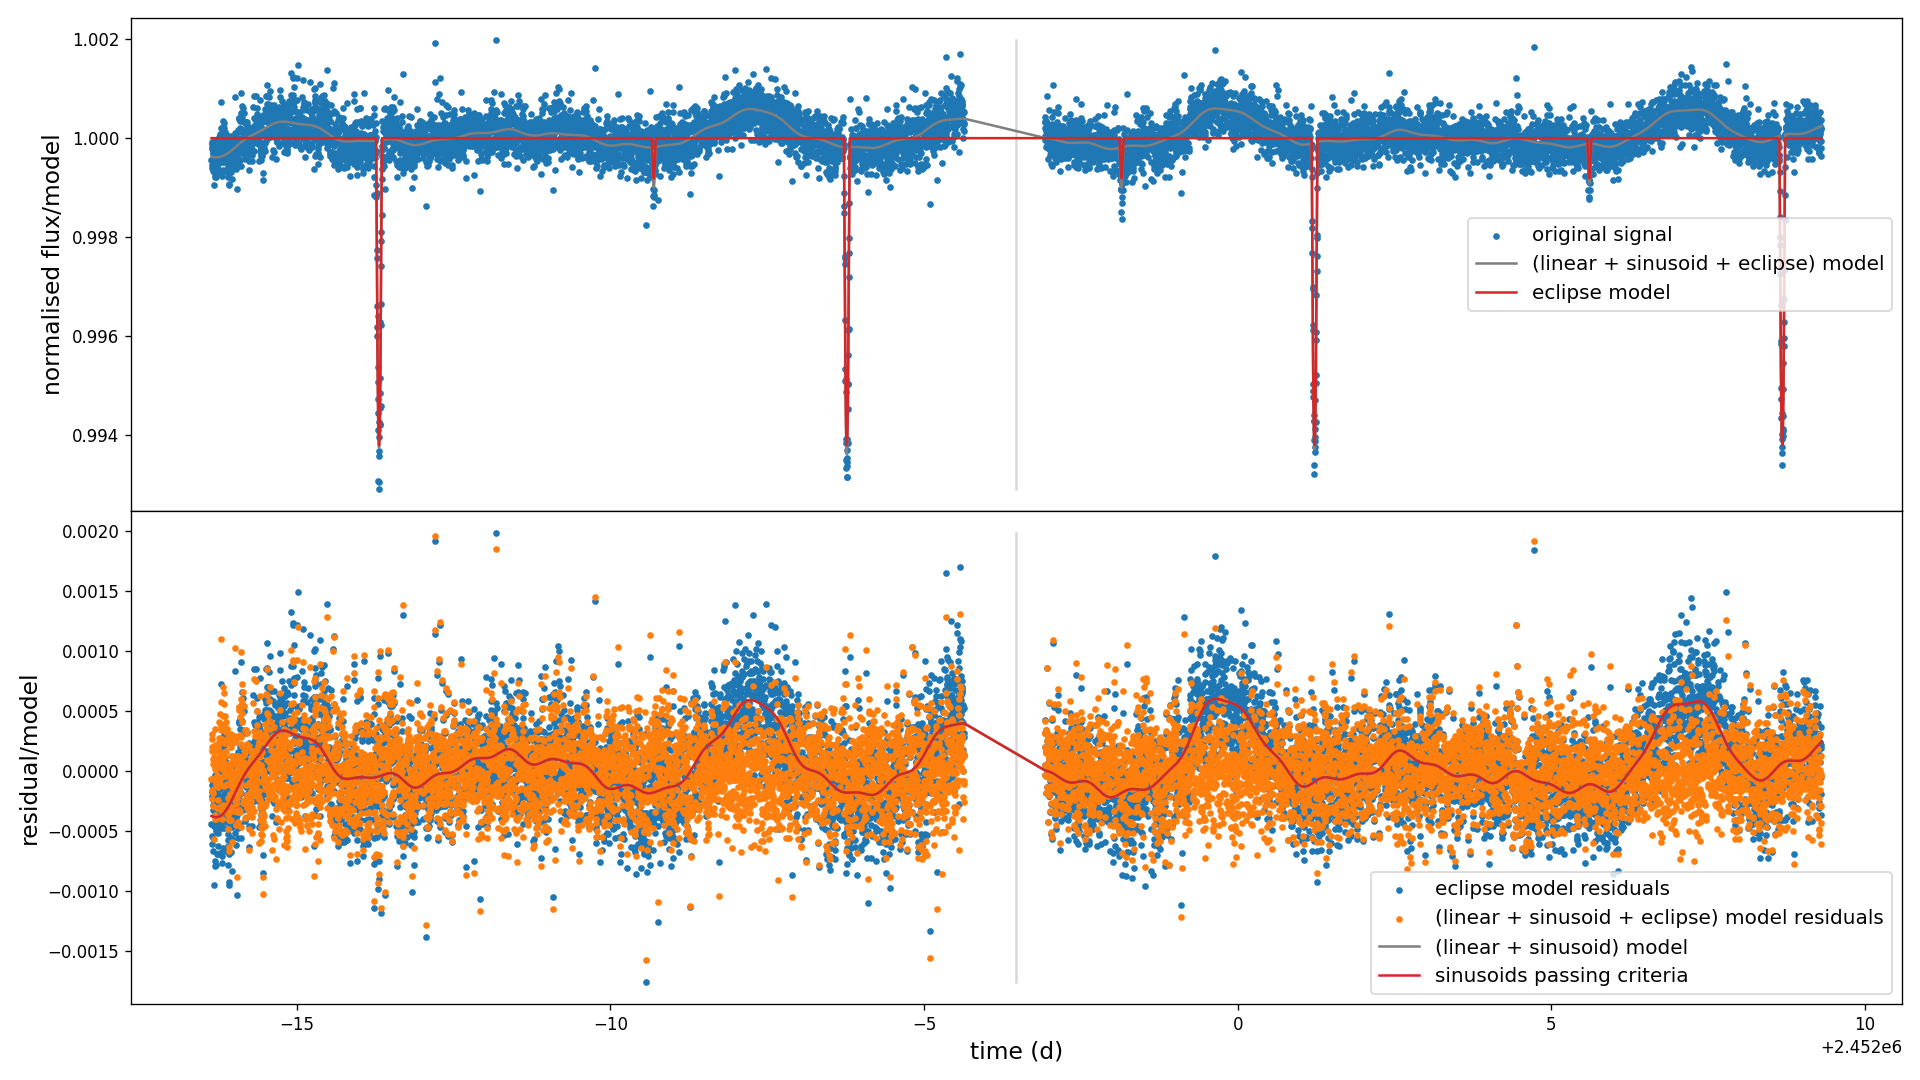 1.002
1.000
0.998
0.996
0.994
normalised flux/model
original signal
(linear + sinusoid + eclipse) model
eclipse model
0.0020
0.0015
0.0010
0.0005
0.0000
−0.0005
−0.0010
−0.0015
residual/model
eclipse model residuals
(linear + sinusoid + eclipse) model residuals
(linear + sinusoid) model
sinusoids passing criteria
−15 −10 −5 0 5 10
+2.452e6
time (d)